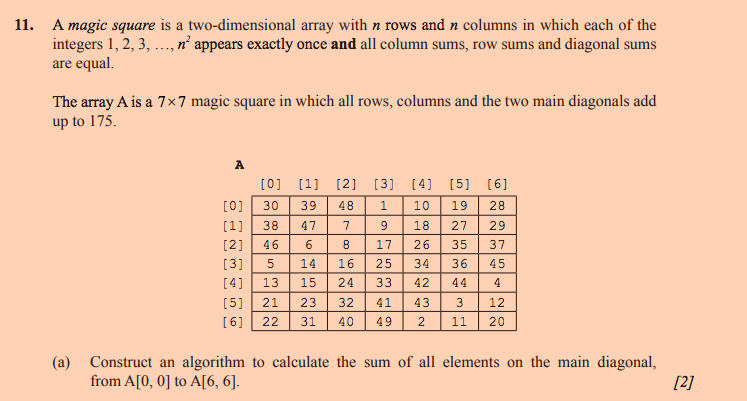 11. A magic square is a two-dimensional array with n rows and n columns in which each of the
integers 1, 2, 3, …, n² appears exactly once and all column sums, row sums and diagonal sums
are equal.
The array A is a 7×7 magic square in which all rows, columns and the two main diagonals add
up to 175.
A
[0] [1] [2] [3] [4] [5] [6]
[0] 30 39 48 1 10 19 28
[1] 38 47 7 9 18 27 29
[2] 46 6 8 17 26 35 37
[3] 5 14 16 25 34 36 45
[4] 13 15 24 33 42 44 4
[5] 21 23 32 41 43 3 12
[6] 22 31 40 49 2 11 20
(a) Construct an algorithm to calculate the sum of all elements on the main diagonal,
from A[0, 0] to A[6, 6]. [2]